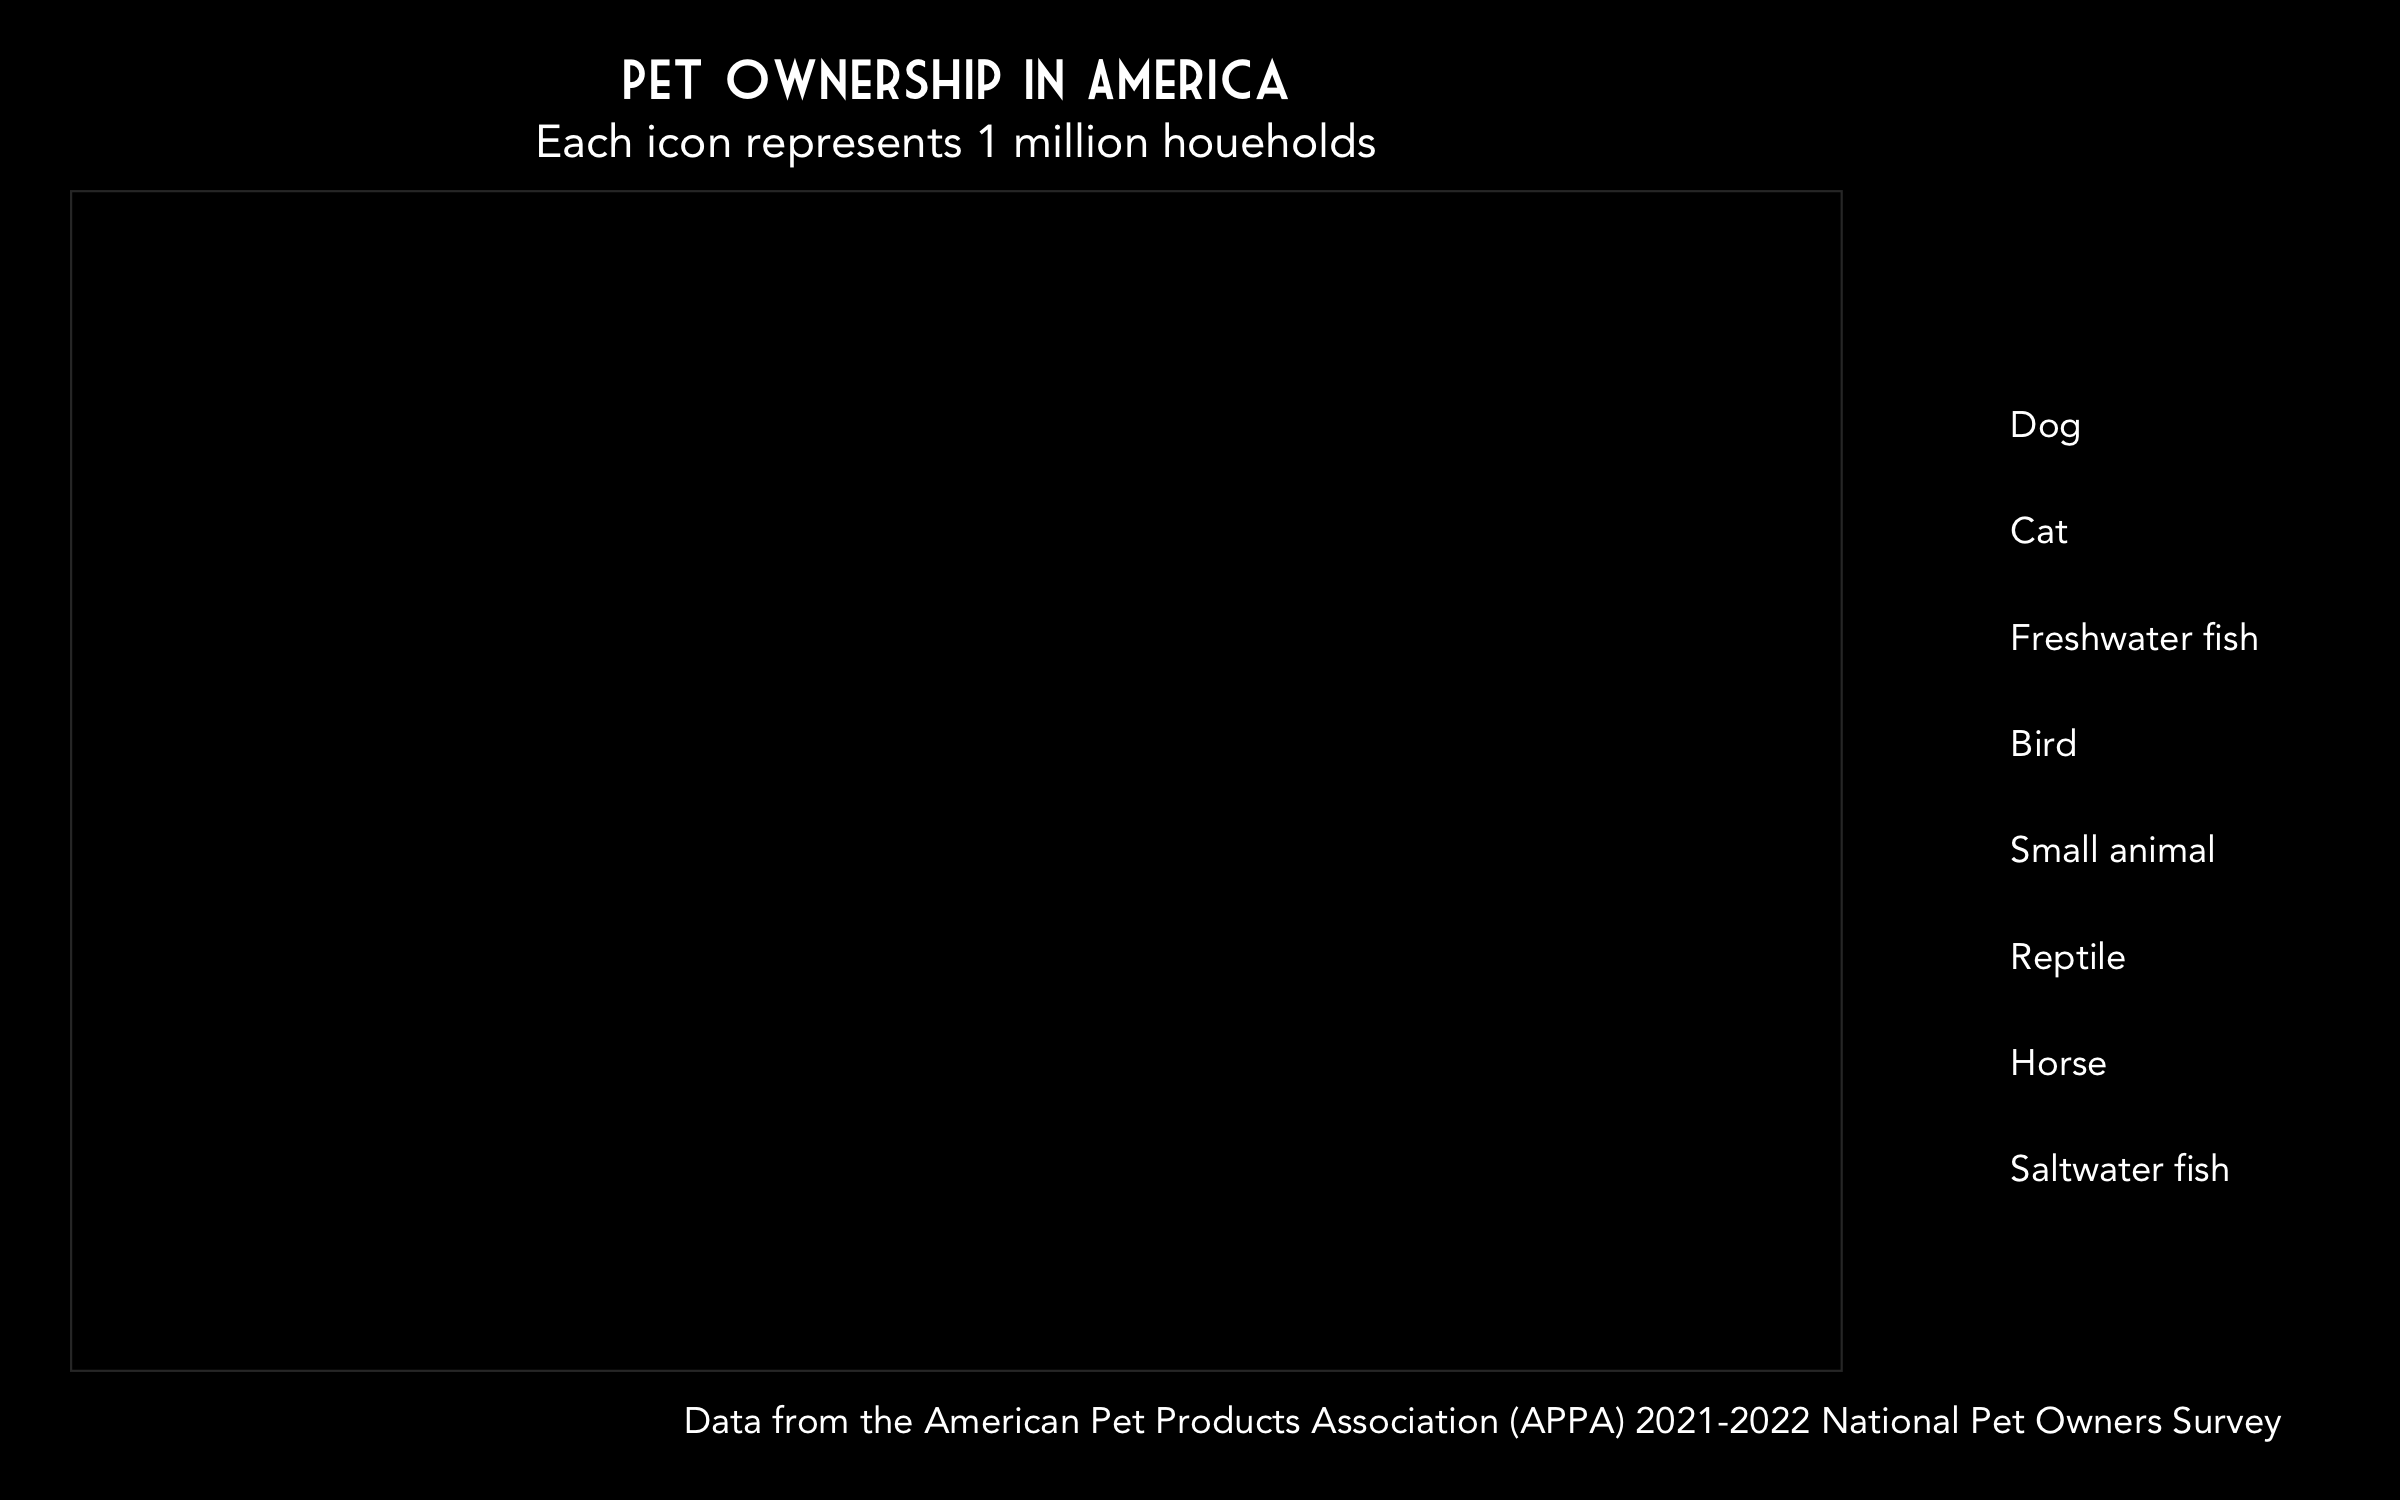 PET OWNERSHIP IN AMERICA
Each icon represents 1 million houeholds
Dog
Cat
Freshwater fish
Bird
Small animal
Reptile
Horse
Saltwater fish
Data from the American Pet Products Association (APPA) 2021-2022 National Pet Owners Survey